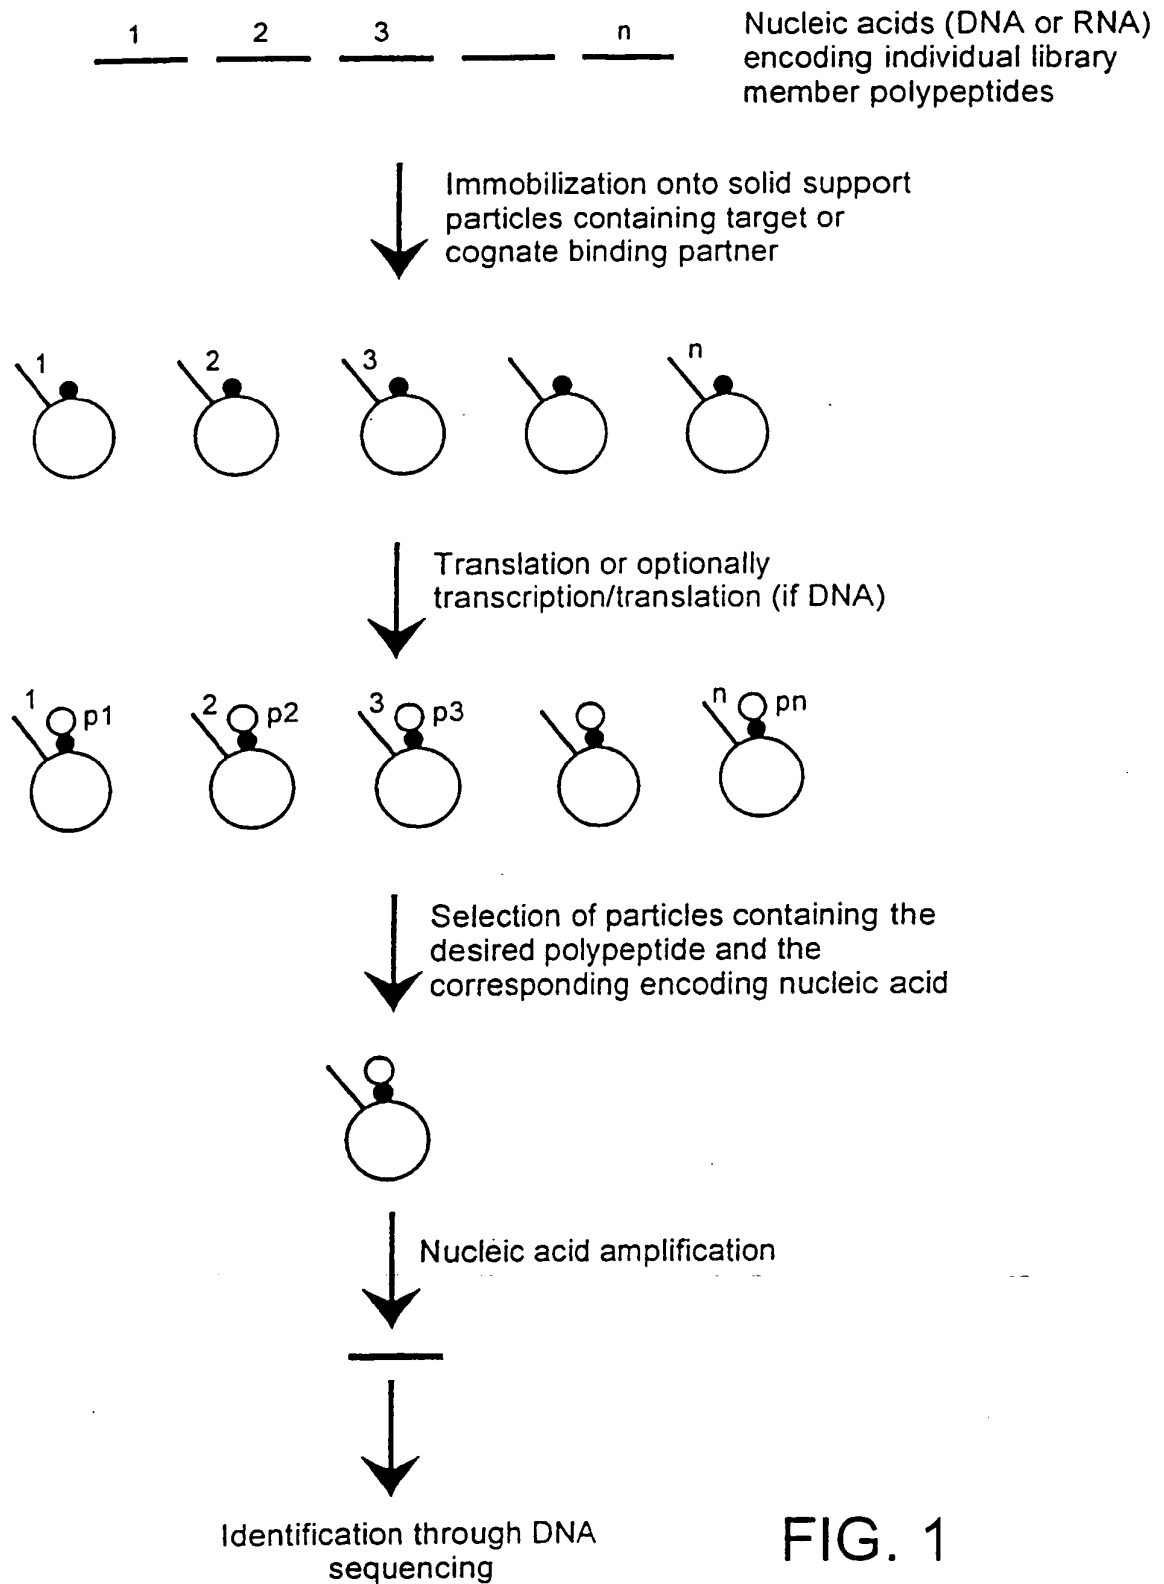 1 2 3 n
Nucleic acids (DNA or RNA)
encoding individual library
member polypeptides
Immobilization onto solid support
particles containing target or
cognate binding partner
1 2 3 n
Translation or optionally
transcription/translation (if DNA)
1 p1 2 p2 3 p3 n pn
Selection of particles containing the
desired polypeptide and the
corresponding encoding nucleic acid
Nucleic acid amplification
Identification through DNA
sequencing
FIG. 1